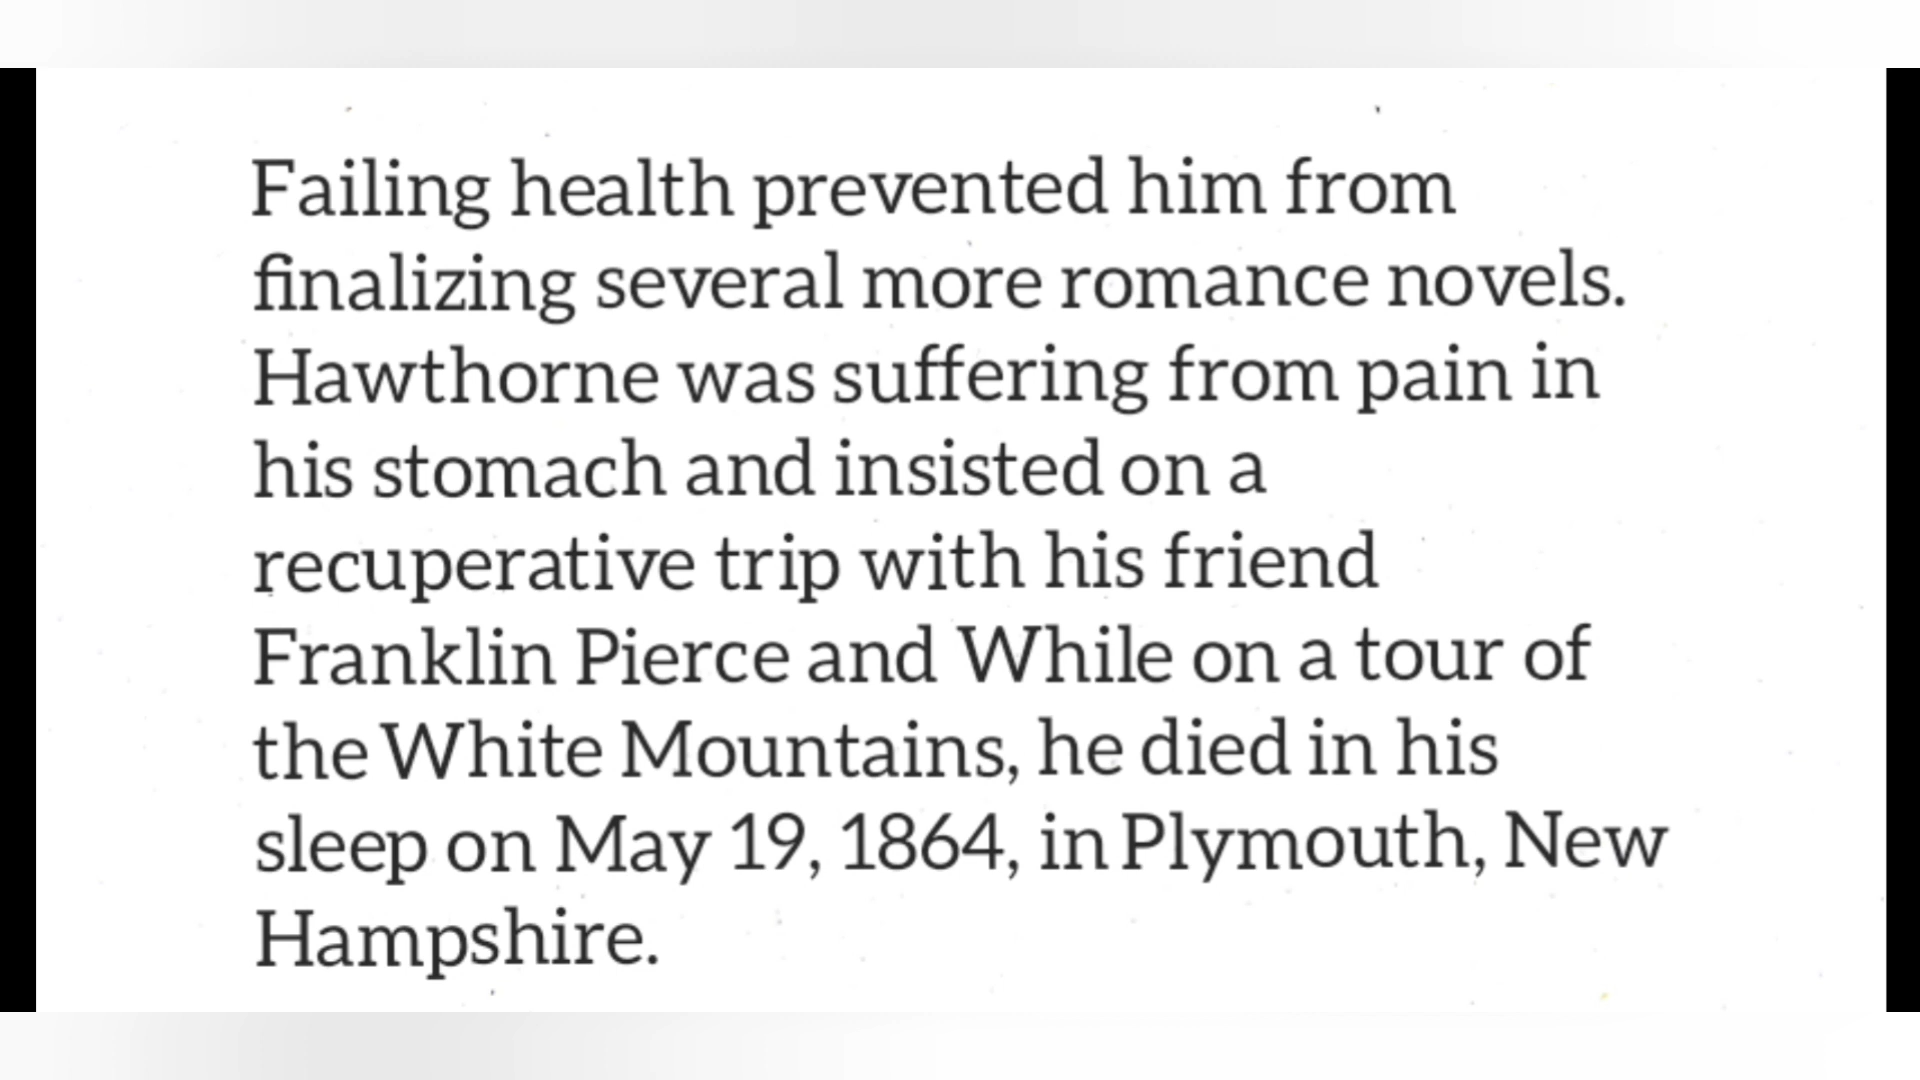 Failing health prevented him from
finalizing several more romance novels.
Hawthorne was suffering from pain in
his stomach and insisted on a
recuperative trip with his friend
Franklin Pierce and While on a tour of
the White Mountains, he died in his
sleep on May 19, 1864, in Plymouth, New
Hampshire.